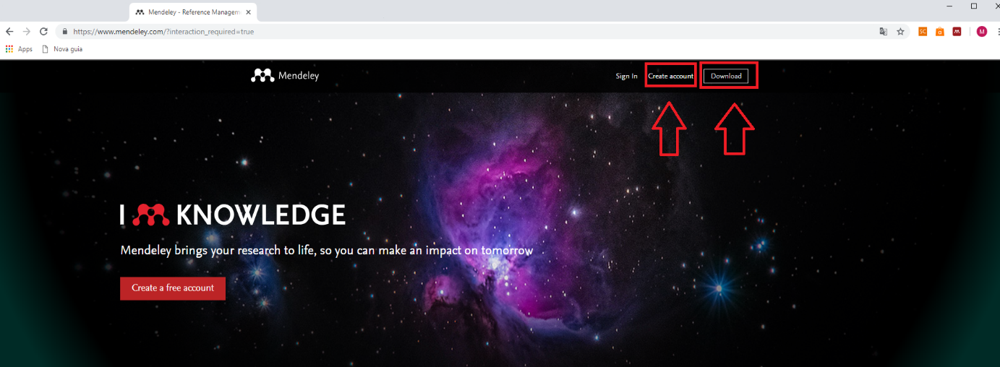 Mendeley - Reference Managem
https://www.mendeley.com/?interaction_required=true
SC
a
M
Apps
Nova guia
Mendeley
Sign In
Create account
Download
I KNOWLEDGE
Mendeley brings your research to life, so you can make an impact on tomorrow
Create a free account